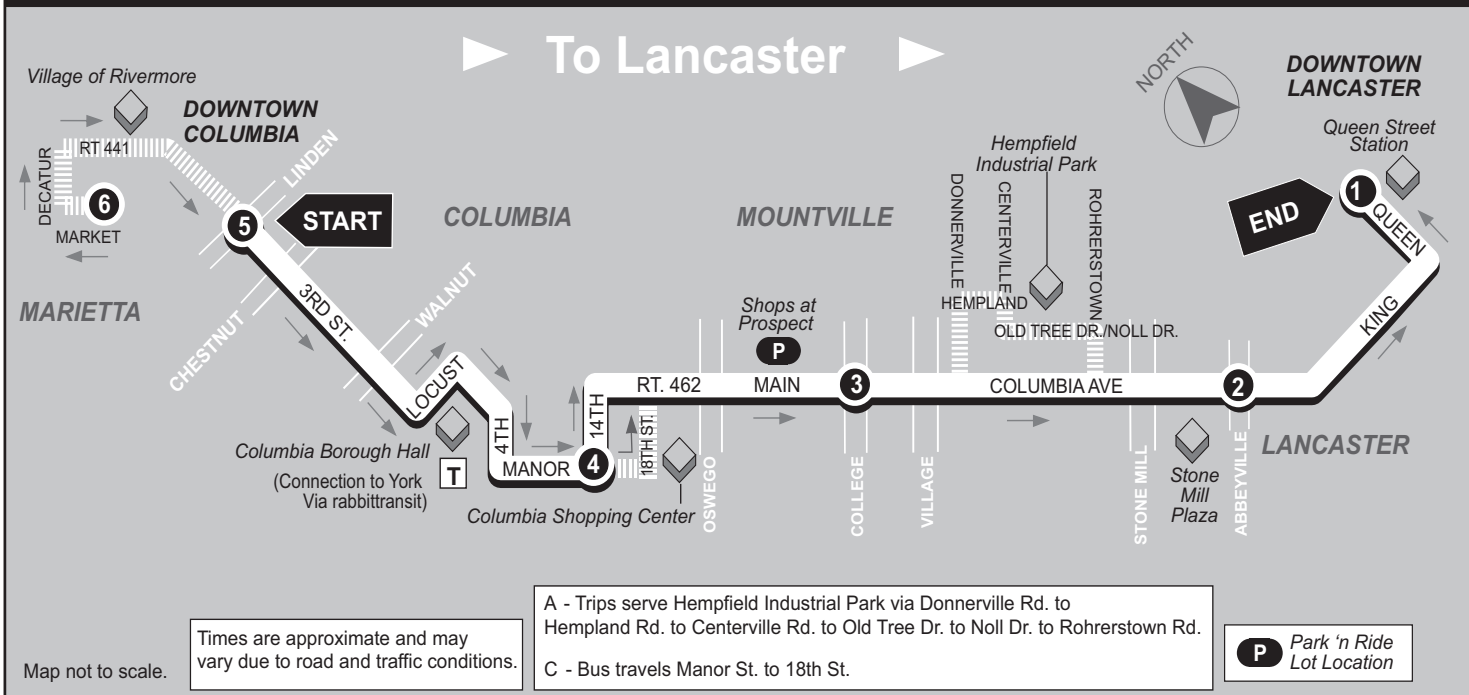 To Lancaster
NORTH
Village of Rivermore
DOWNTOWN
COLUMBIA
DOWNTOWN
LANCASTER
Queen Street
Station
RT 441
DECATUR
6
MARKET
MARIETTA
LINDEN
5
START
COLUMBIA
CHESTNUT
3RD ST.
WALNUT
LOCUST
Columbia Borough Hall
(Connection to York
Via rabbittransit)
T
4TH
MANOR
4
14TH
18TH ST.
Columbia Shopping Center
MOUNTVILLE
Shops at
Prospect
P
RT. 462
MAIN
3
OSWEGO
COLLEGE
VILLAGE
Hempfield
Industrial Park
DONNERVILLE
CENTERVILLE
ROHRERSTOWN
HEMPLAND
OLD TREE DR./NOLL DR.
COLUMBIA AVE
STONE MILL
Stone
Mill
Plaza
2
ABBEYVILLE
LANCASTER
KING
QUEEN
1
END
Map not to scale.
Times are approximate and may
vary due to road and traffic conditions.
A - Trips serve Hempfield Industrial Park via Donnerville Rd. to
Hempland Rd. to Centerville Rd. to Old Tree Dr. to Noll Dr. to Rohrerstown Rd.
C - Bus travels Manor St. to 18th St.
P
Park ’n Ride
Lot Location